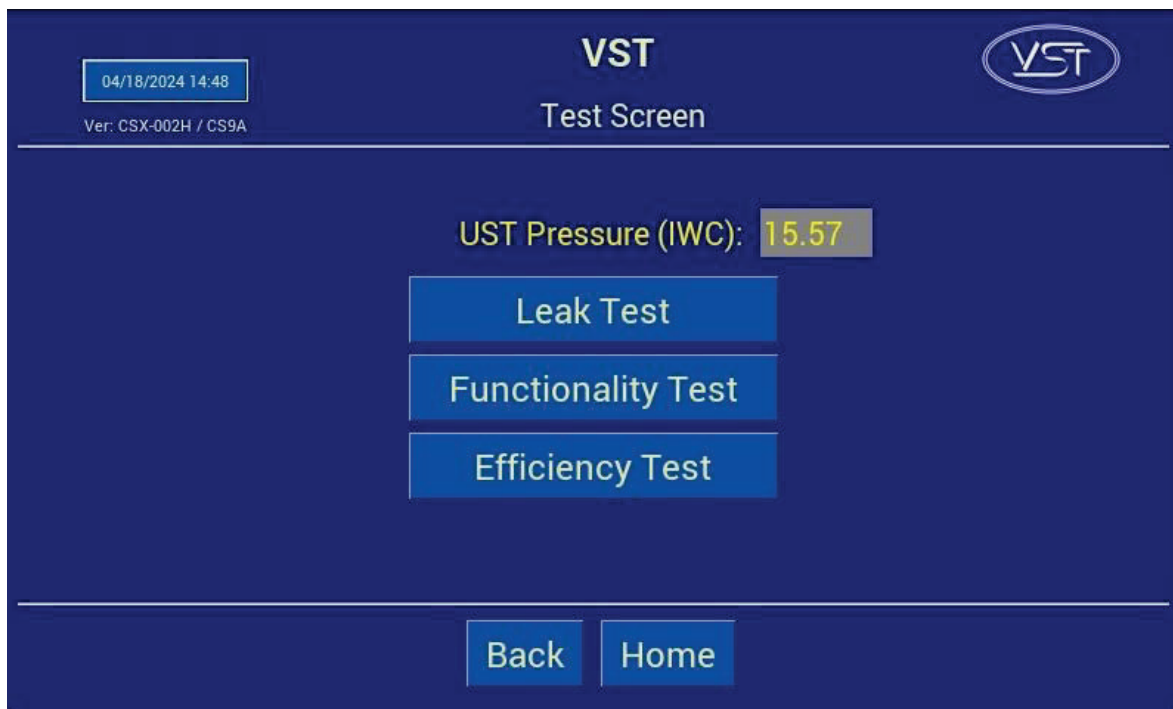 VST
04/18/2024 14:48
VST
Ver: CSX-002H / CS9A
Test Screen
UST Pressure (IWC): 15.57
Leak Test
Functionality Test
Efficiency Test
Back Home